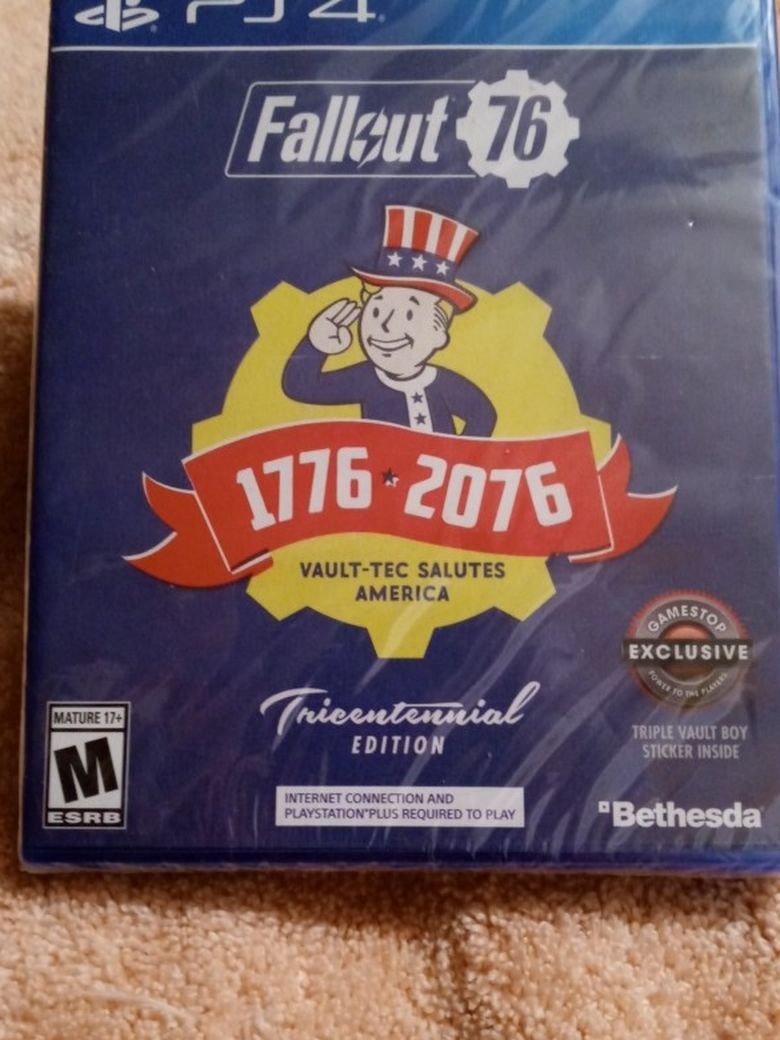 PS4
Fallout 76
1776 ★ 2076
VAULT-TEC SALUTES
AMERICA
GAMESTOP
EXCLUSIVE
POWER TO THE PLAYERS
Tricentennial
EDITION
TRIPLE VAULT BOY
STICKER INSIDE
MATURE 17+
M
ESRB
INTERNET CONNECTION AND
PLAYSTATION®PLUS REQUIRED TO PLAY
Bethesda